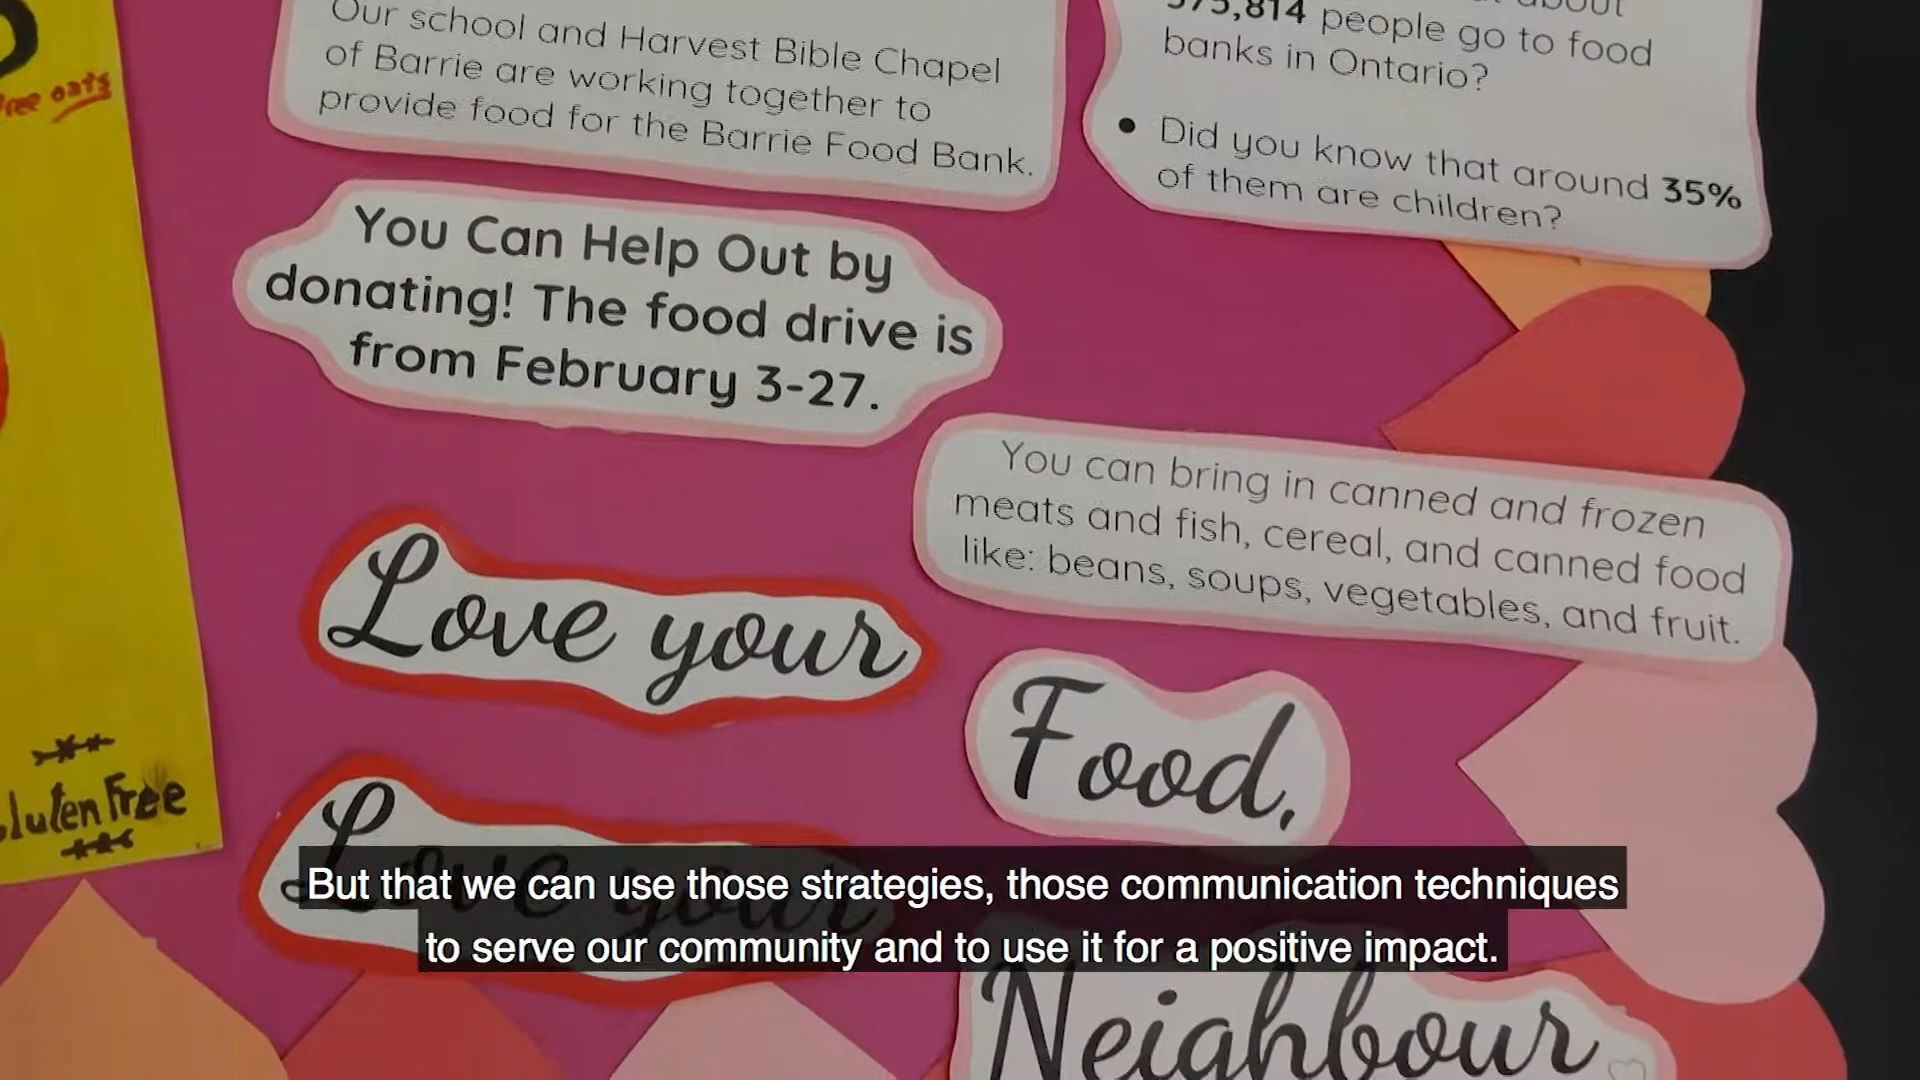 Our school and Harvest Bible Chapel
of Barrie are working together to
provide food for the Barrie Food Bank.
people go to food
banks in Ontario?
• Did you know that around 35%
of them are children?
free oats
You Can Help Out by
donating! The food drive is
from February 3-27.
You can bring in canned and frozen
meats and fish, cereal, and canned food
like: beans, soups, vegetables, and fruit.
Love your
Food,
Gluten Free
Love your
Neighbour
But that we can use those strategies, those communication techniques
to serve our community and to use it for a positive impact.